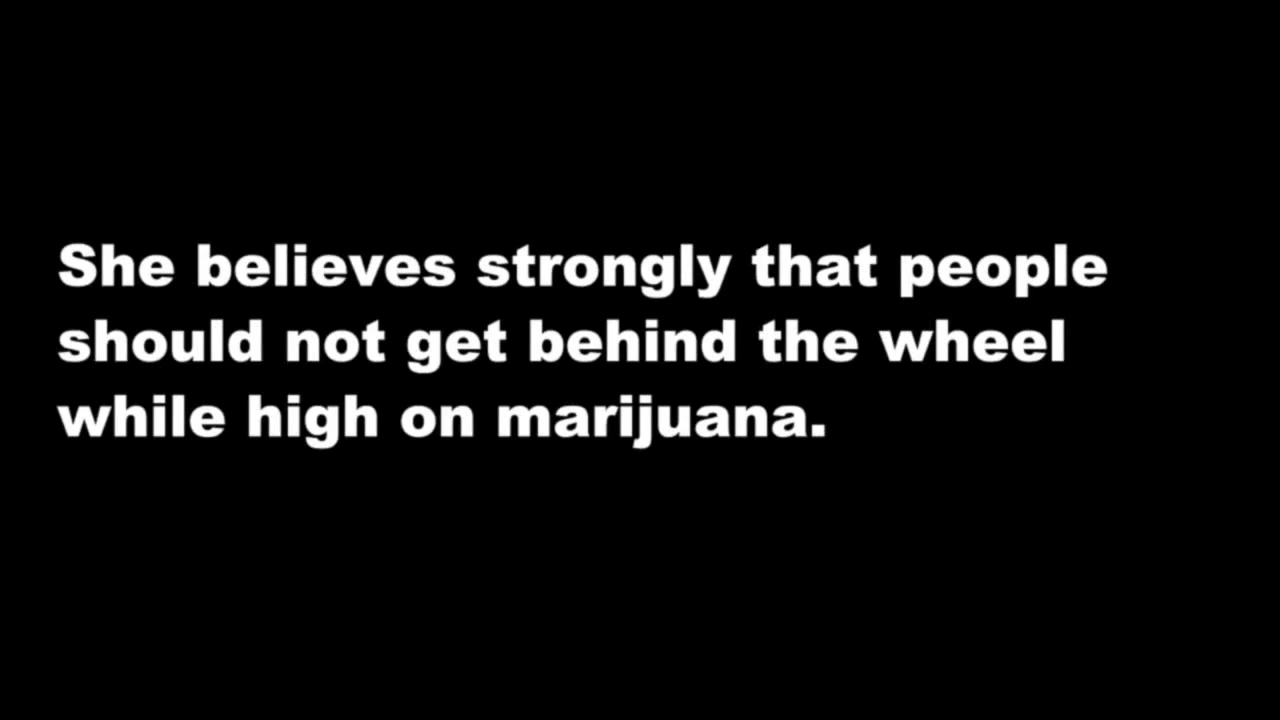 She believes strongly that people
should not get behind the wheel
while high on marijuana.